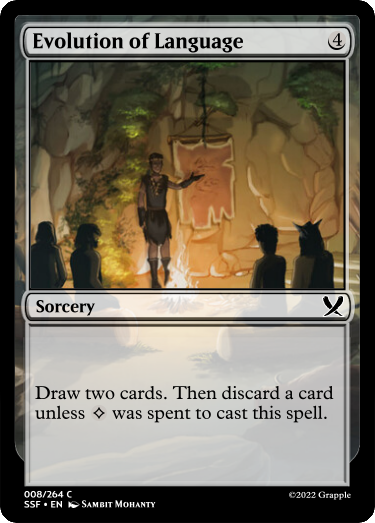 Evolution of Language 4
Sorcery
Draw two cards. Then discard a card
unless ⟡ was spent to cast this spell.
008/264 C
SSF • EN Sambit Mohanty
©2022 Grapple